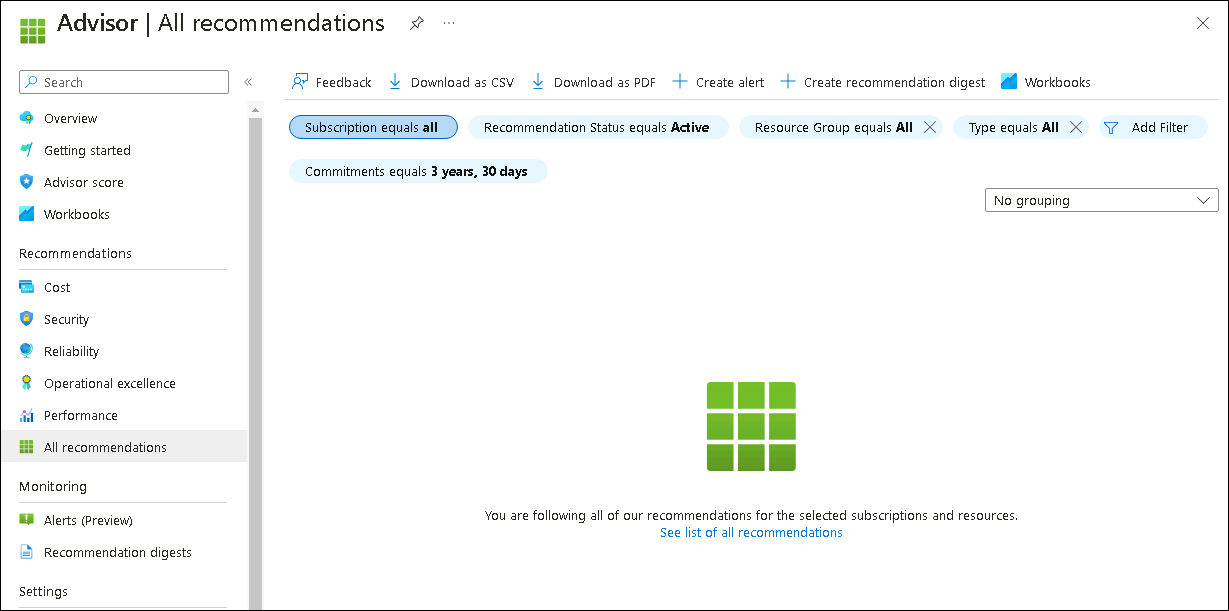 Advisor | All recommendations ...
Search «
Feedback Download as CSV Download as PDF Create alert Create recommendation digest Workbooks
Overview
Getting started
Advisor score
Workbooks
Recommendations
Cost
Security
Reliability
Operational excellence
Performance
All recommendations
Monitoring
Alerts (Preview)
Recommendation digests
Settings
Subscription equals all Recommendation Status equals Active Resource Group equals All Type equals All Add Filter
Commitments equals 3 years, 30 days
No grouping
You are following all of our recommendations for the selected subscriptions and resources.
See list of all recommendations